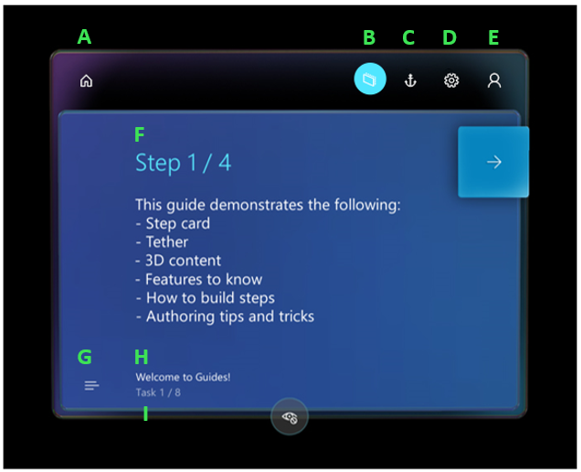 A B C D E
F
Step 1 / 4
This guide demonstrates the following:
- Step card
- Tether
- 3D content
- Features to know
- How to build steps
- Authoring tips and tricks
G H
Welcome to Guides!
Task 1 / 8
I